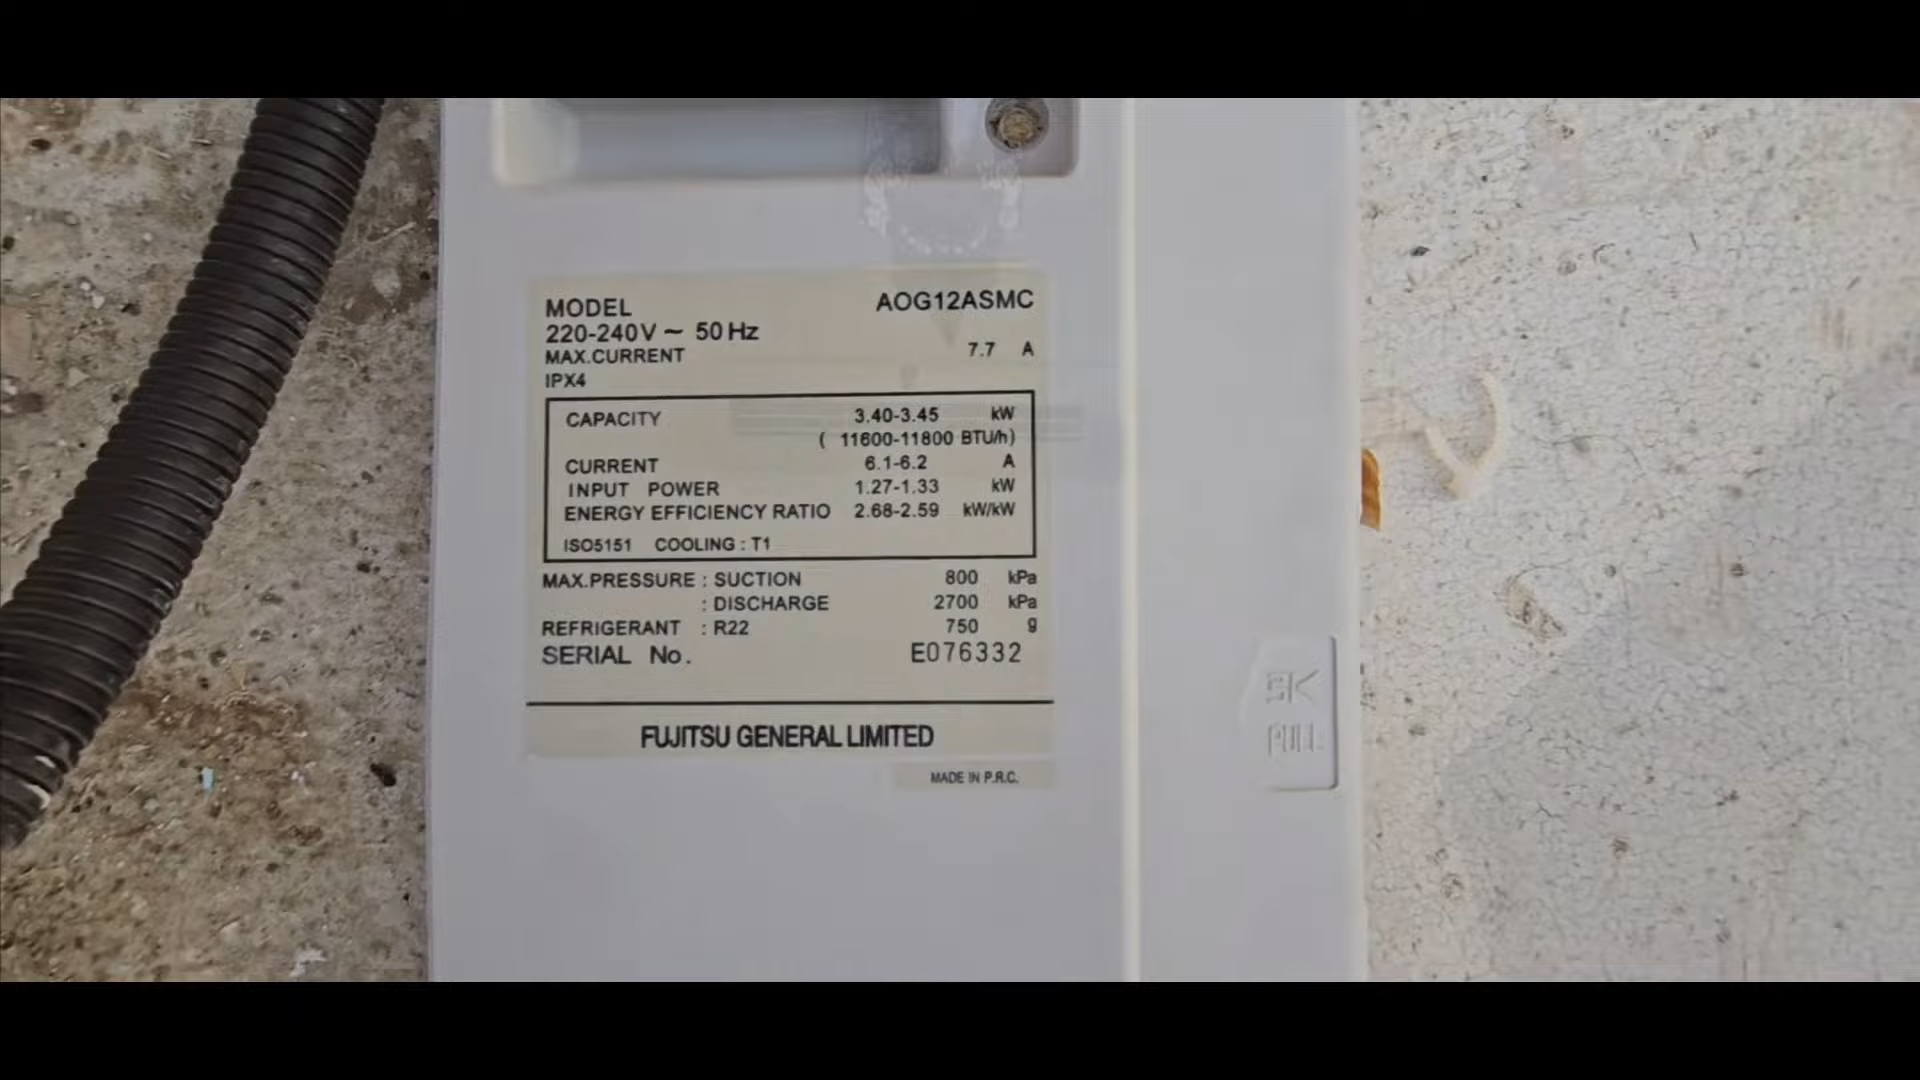 MODEL AOG12ASMC
220-240V ~ 50 Hz
MAX.CURRENT 7.7 A
IPX4
CAPACITY 3.40-3.45 kW
( 11600-11800 BTU/h)
CURRENT 6.1-6.2 A
INPUT POWER 1.27-1.33 kW
ENERGY EFFICIENCY RATIO 2.68-2.59 kW/kW
ISO5151 COOLING : T1
MAX.PRESSURE : SUCTION 800 kPa
: DISCHARGE 2700 kPa
REFRIGERANT : R22 750 g
SERIAL No. E076332
FUJITSU GENERAL LIMITED
MADE IN P.R.C.
PULL